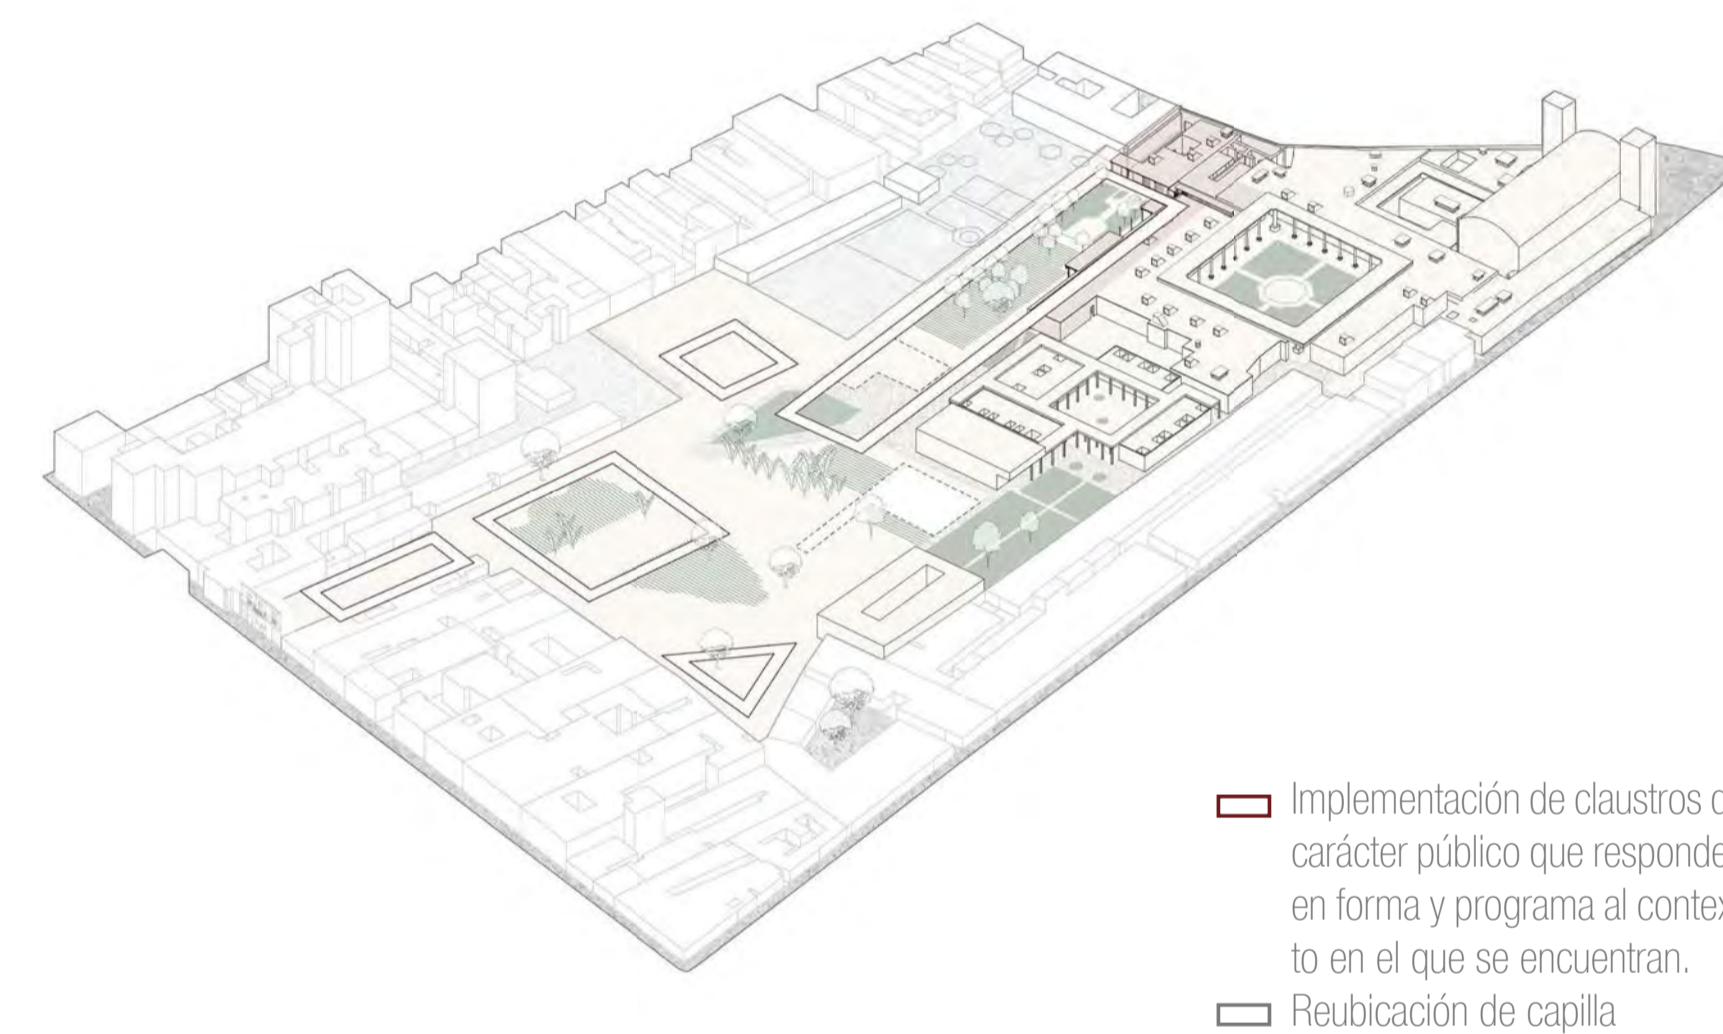 Implementación de claustros
carácter público que responde
en forma y programa al contex
to en el que se encuentran.
Reubicación de capilla